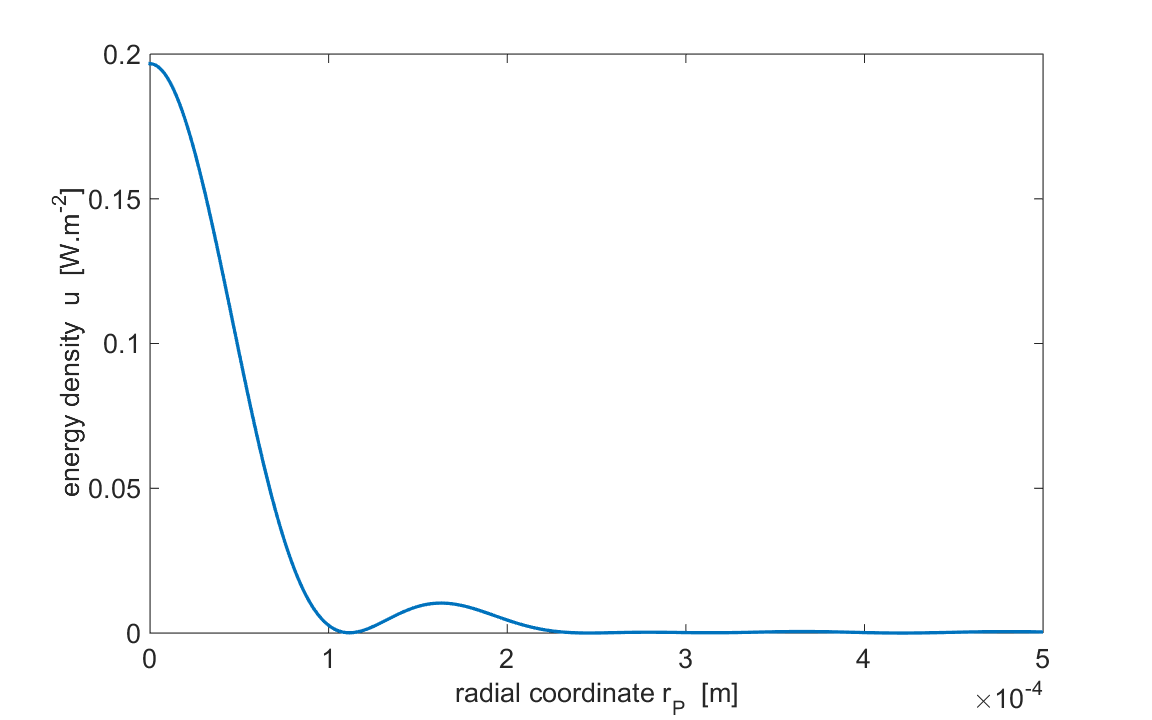 0.2
0.15
0.1
0.05
0
energy density u [W.m-2]
0 1 2 3 4 5
×10-4
radial coordinate rP [m]